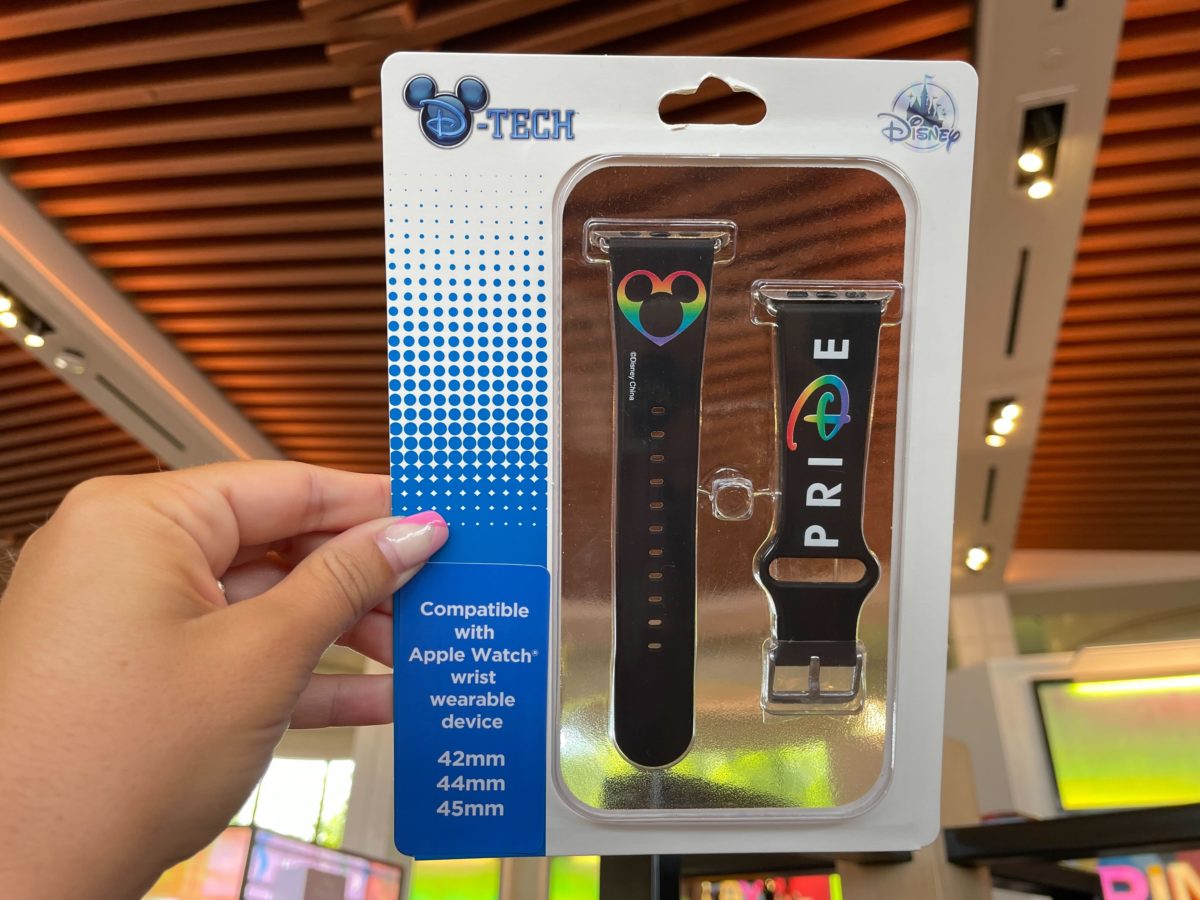 D-TECH
Disney
©Disney China
PRIDE
Compatible
with
Apple Watch®
wrist
wearable
device
42mm
44mm
45mm